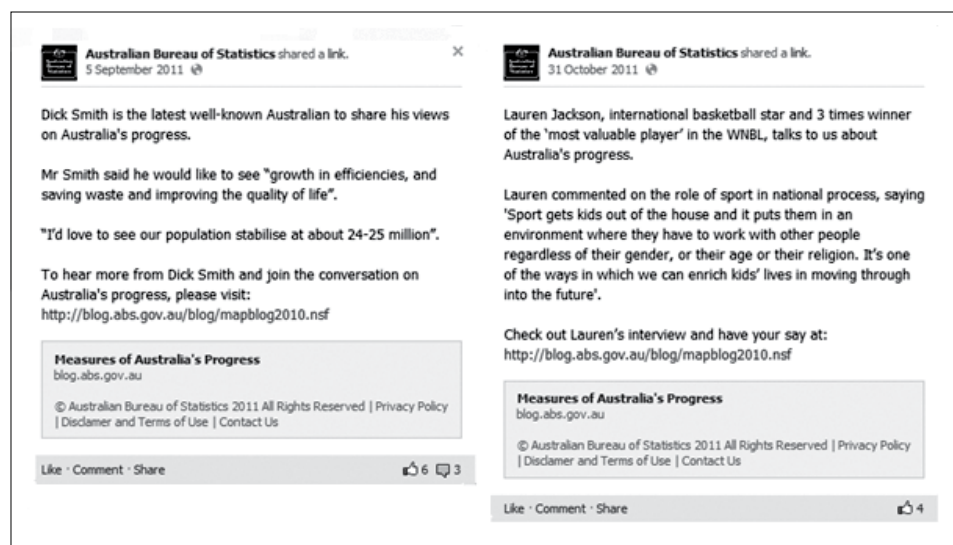 Australian Bureau of Statistics shared a link.
5 September 2011
Dick Smith is the latest well-known Australian to share his views
on Australia's progress.
Mr Smith said he would like to see “growth in efficiencies, and
saving waste and improving the quality of life”.
“I’d love to see our population stabilise at about 24-25 million”.
To hear more from Dick Smith and join the conversation on
Australia's progress, please visit:
http://blog.abs.gov.au/blog/mapblog2010.nsf
Measures of Australia's Progress
blog.abs.gov.au
© Australian Bureau of Statistics 2011 All Rights Reserved | Privacy Policy
| Disclamer and Terms of Use | Contact Us
Like · Comment · Share 6 3
Australian Bureau of Statistics shared a link.
31 October 2011
Lauren Jackson, international basketball star and 3 times winner
of the ‘most valuable player’ in the WNBL, talks to us about
Australia's progress.
Lauren commented on the role of sport in national process, saying
'Sport gets kids out of the house and it puts them in an
environment where they have to work with other people
regardless of their gender, or their age or their religion. It’s one
of the ways in which we can enrich kids’ lives in moving through
into the future'.
Check out Lauren’s interview and have your say at:
http://blog.abs.gov.au/blog/mapblog2010.nsf
Measures of Australia's Progress
blog.abs.gov.au
© Australian Bureau of Statistics 2011 All Rights Reserved | Privacy Policy
| Disclamer and Terms of Use | Contact Us
Like · Comment · Share 4